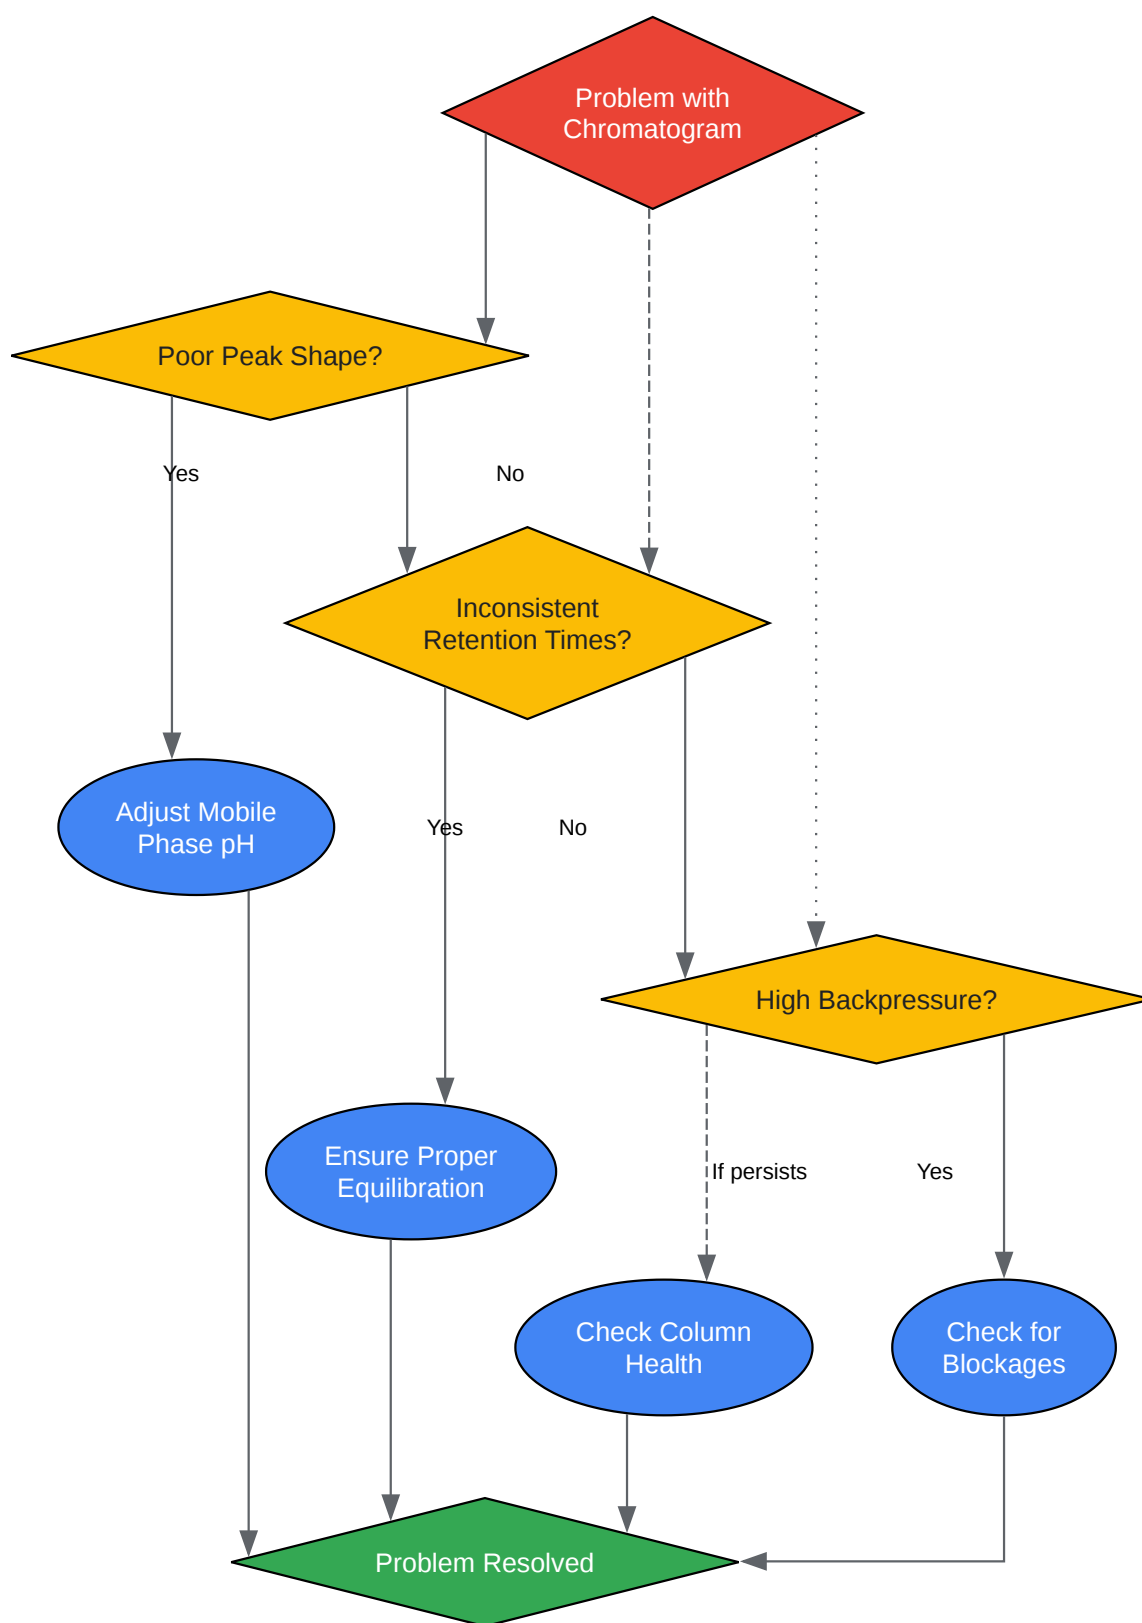 Problem with
Chromatogram
Poor Peak Shape?
Yes
No
Inconsistent
Retention Times?
Adjust Mobile
Phase pH
Yes
No
High Backpressure?
Ensure Proper
Equilibration
If persists
Yes
Check Column
Health
Check for
Blockages
Problem Resolved